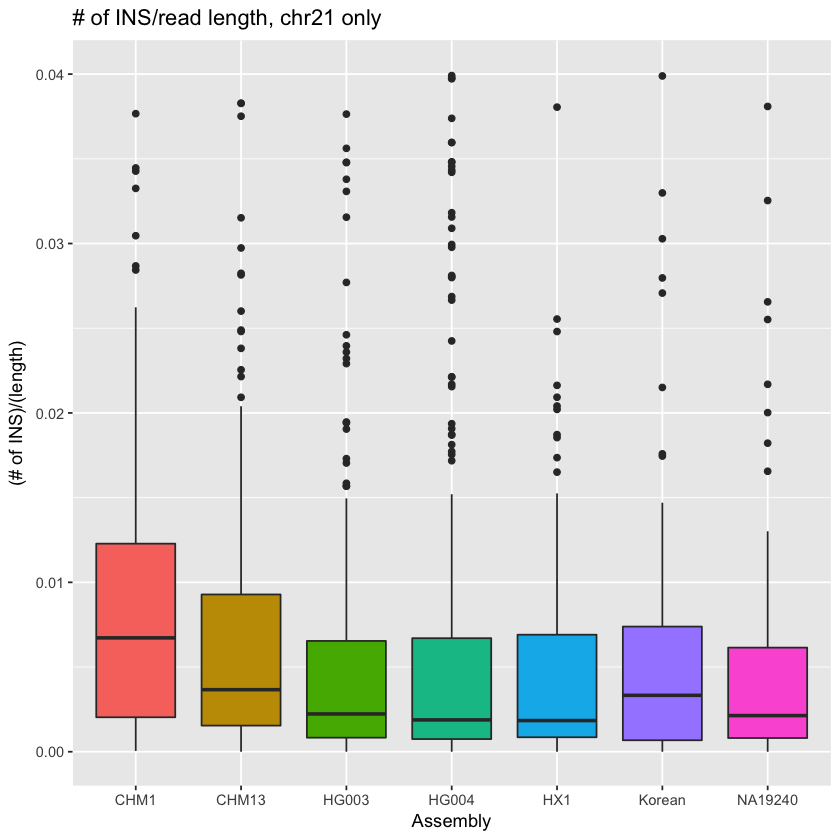 # of INS/read length, chr21 only
(# of INS)/(length)
0.04
0.03
0.02
0.01
0.00
CHM1 CHM13 HG003 HG004 HX1 Korean NA19240
Assembly